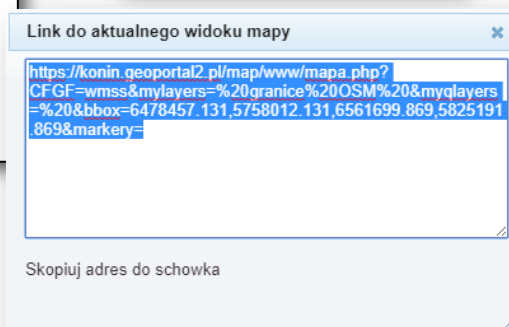 Link do aktualnego widoku mapy
https://konin.geoportal2.pl/map/www/mapa.php?
CFGF=wmss&mylayers=%20granice%20OSM%20&myqlayers
=%20&bbox=6478457.131,5758012.131,6561699.869,5825191
.869&markery=
Skopiuj adres do schowka